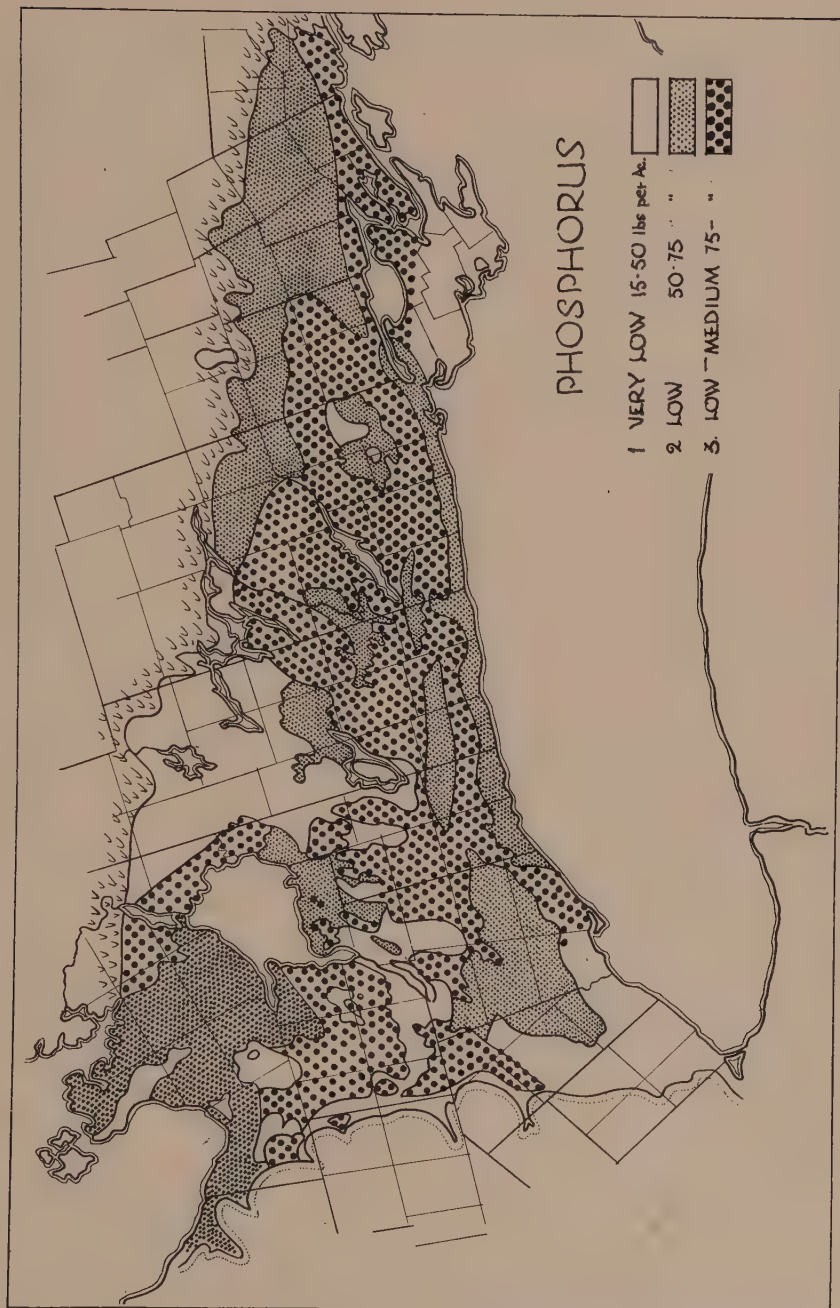 PHOSPHORUS
1 VERY LOW 15-50 lbs per Ac.
2 LOW 50-75 " "
3. LOW - MEDIUM 75- " "